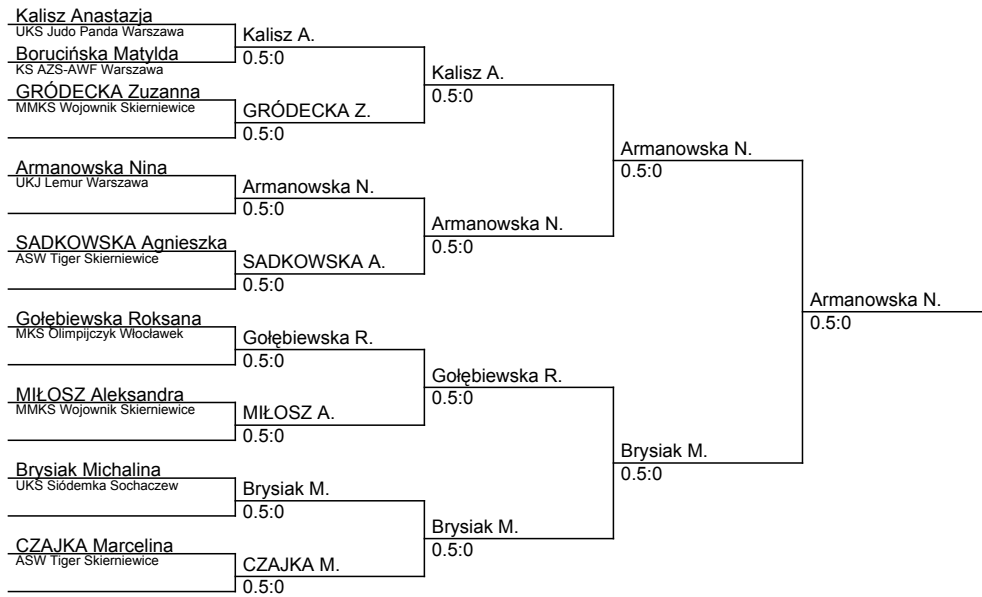 Kalisz Anastazja
UKS Judo Panda Warszawa
Kalisz A.
0.5:0
Borucińska Matylda
KS AZS-AWF Warszawa
Kalisz A.
0.5:0
GRÓDECKA Zuzanna
MMKS Wojownik Skierniewice
GRÓDECKA Z.
0.5:0
Armanowska N.
0.5:0
Armanowska Nina
UKJ Lemur Warszawa
Armanowska N.
0.5:0
Armanowska N.
0.5:0
SADKOWSKA Agnieszka
ASW Tiger Skierniewice
SADKOWSKA A.
0.5:0
Armanowska N.
0.5:0
Gołębiewska Roksana
MKS Olimpijczyk Włocławek
Gołębiewska R.
0.5:0
Gołębiewska R.
0.5:0
MIŁOSZ Aleksandra
MMKS Wojownik Skierniewice
MIŁOSZ A.
0.5:0
Brysiak M.
0.5:0
Brysiak Michalina
UKS Siódemka Sochaczew
Brysiak M.
0.5:0
Brysiak M.
0.5:0
CZAJKA Marcelina
ASW Tiger Skierniewice
CZAJKA M.
0.5:0